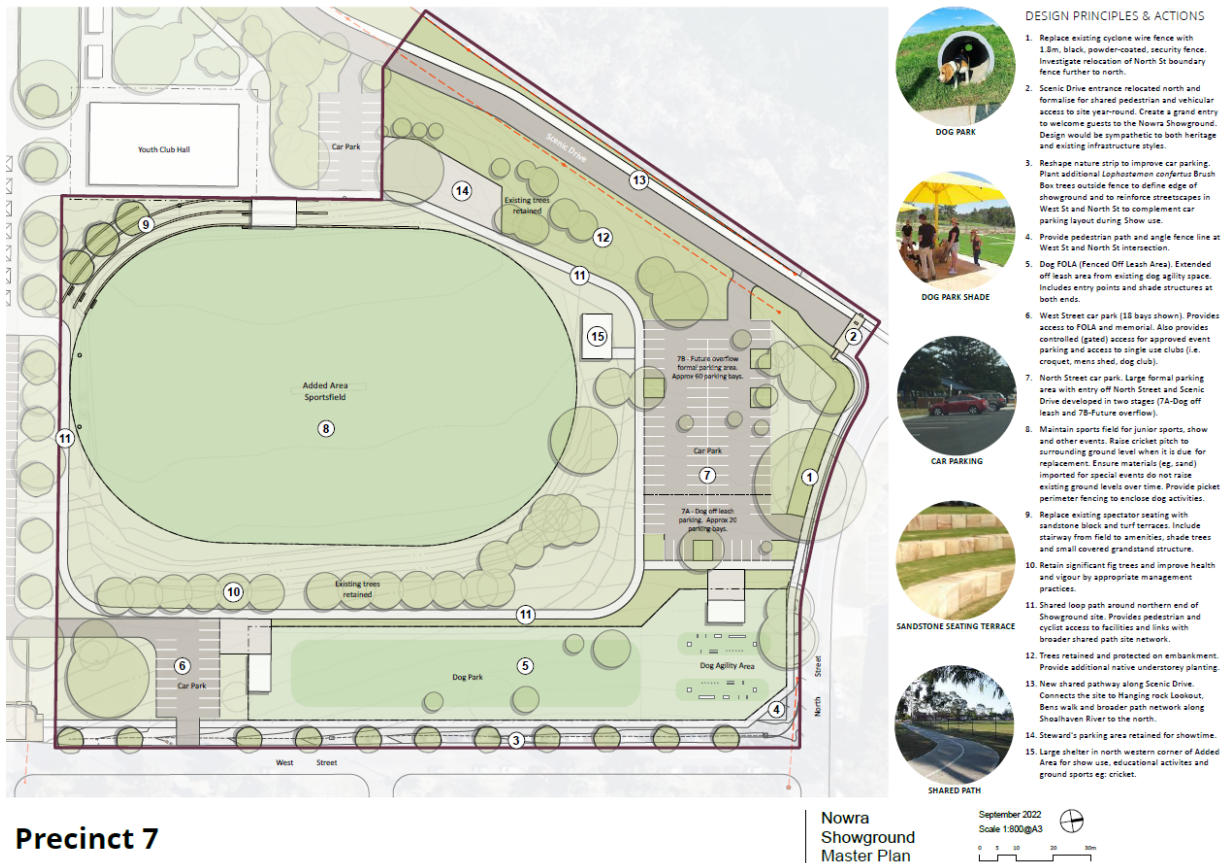 Youth Club Hall
Car Park
Scenic Drive
13
14
Existing trees
retained
12
9
11
15
2
7B - Future overflow
formal parking area.
Approx 60 parking bays.
Added Area
Sportsfield
8
11
Car Park
7
1
7A - Dog off leash
parking. Approx 20
parking bays.
10
Existing trees
retained
11
6
Car Park
5
Dog Park
Dog Agility Area
4
North Street
3
West Street
DOG PARK
DOG PARK SHADE
CAR PARKING
SANDSTONE SEATING TERRACE
SHARED PATH
DESIGN PRINCIPLES & ACTIONS
1. Replace existing cyclone wire fence with
1.8m, black, powder-coated, security fence.
Investigate relocation of North St boundary
fence further to north.
2. Scenic Drive entrance relocated north and
formalise for shared pedestrian and vehicular
access to site year-round. Create a grand entry
to welcome guests to the Nowra Showground.
Design would be sympathetic to both heritage
and existing infrastructure styles.
3. Reshape nature strip to improve car parking.
Plant additional Lophostemon confertus Brush
Box trees outside fence to define edge of
showground and to reinforce streetscapes in
West St and North St to complement car
parking layout during Show use.
4. Provide pedestrian path and angle fence line at
West St and North St intersection.
5. Dog FOLA (Fenced Off Leash Area). Extended
off leash area from existing dog agility space.
Includes entry points and shade structures at
both ends.
6. West Street car park (18 bays shown). Provides
access to FOLA and memorial. Also provides
controlled (gated) access for approved event
parking and access to single use clubs (i.e.
croquet, mens shed, dog club).
7. North Street car park. Large formal parking
area with entry off North Street and Scenic
Drive developed in two stages (7A-Dog off
leash and 7B-Future overflow).
8. Maintain sports field for junior sports, show
and other events. Raise cricket pitch to
surrounding ground level when it is due for
replacement. Ensure materials (eg, sand)
imported for special events do not raise
existing ground levels over time. Provide picket
perimeter fencing to enclose dog activities.
9. Replace existing spectator seating with
sandstone block and turf terraces. Include
stairway from field to amenities, shade trees
and small covered grandstand structure.
10. Retain significant fig trees and improve health
and vigour by appropriate management
practices.
11. Shared loop path around northern end of
Showground site. Provides pedestrian and
cyclist access to facilities and links with
broader shared path site network.
12. Trees retained and protected on embankment.
Provide additional native understorey planting.
13. New shared pathway along Scenic Drive.
Connects the site to Hanging rock Lookout,
Bens walk and broader path network along
Shoalhaven River to the north.
14. Steward's parking area retained for showtime.
15. Large shelter in north western corner of Added
Area for show use, educational activites and
ground sports eg: cricket.
Precinct 7
Nowra
Showground
Master Plan
September 2022
Scale 1:800@A3
0 5 10 20 30m